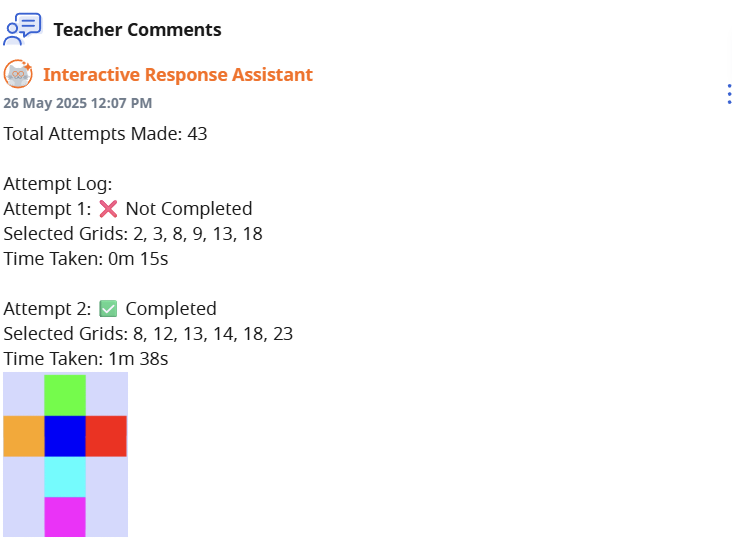 Teacher Comments
Interactive Response Assistant
26 May 2025 12:07 PM
Total Attempts Made: 43
Attempt Log:
Attempt 1: ❌ Not Completed
Selected Grids: 2, 3, 8, 9, 13, 18
Time Taken: 0m 15s
Attempt 2: ✅ Completed
Selected Grids: 8, 12, 13, 14, 18, 23
Time Taken: 1m 38s